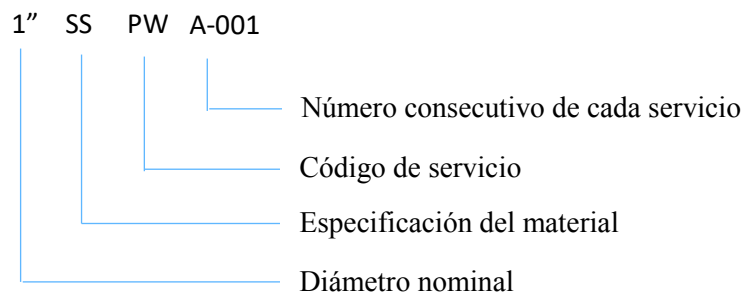 1” SS PW A-001
Número consecutivo de cada servicio
Código de servicio
Especificación del material
Diámetro nominal